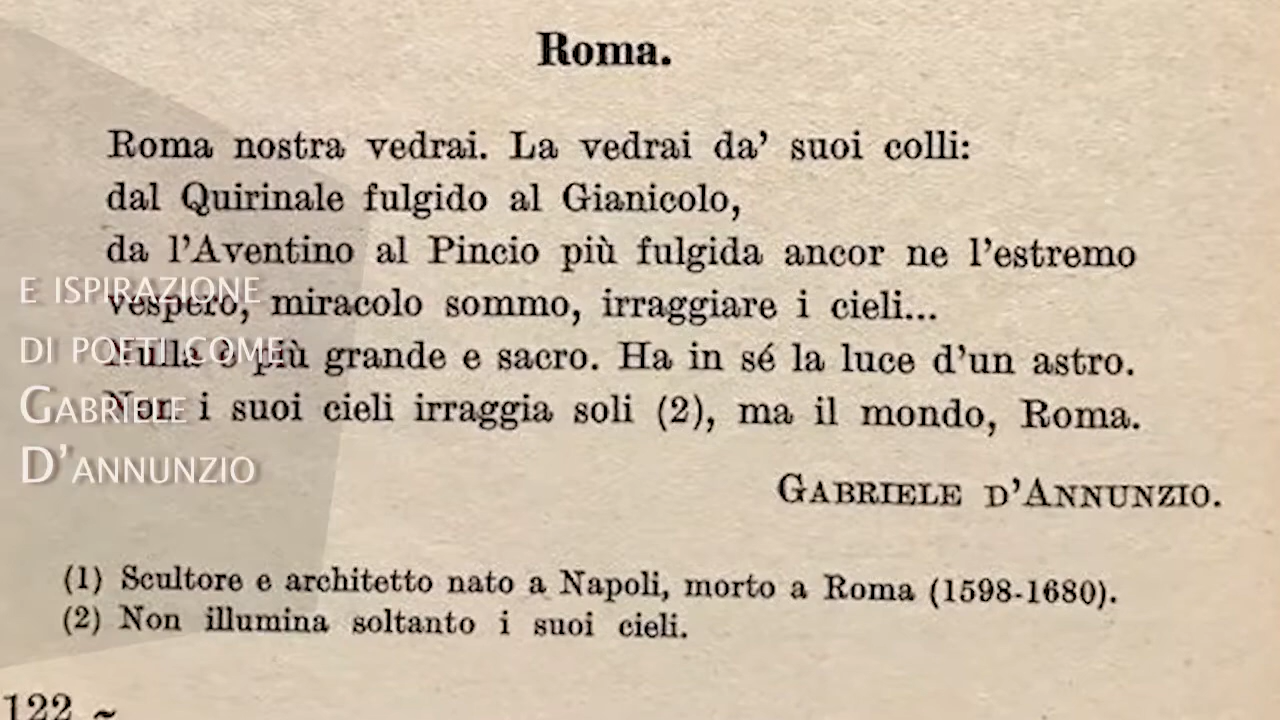 Roma.
Roma nostra vedrai. La vedrai da' suoi colli:
dal Quirinale fulgido al Gianicolo,
da l'Aventino al Pincio più fulgida ancor ne l'estremo
vespero, miracolo sommo, irraggiare i cieli...
Nulla è più grande e sacro. Ha in sé la luce d'un astro.
Non i suoi cieli irraggia soli (2), ma il mondo, Roma.
GABRIELE D'ANNUNZIO.
(1) Scultore e architetto nato a Napoli, morto a Roma (1598-1680).
(2) Non illumina soltanto i suoi cieli.
122 ~
E ISPIRAZIONE
DI POETI COME
GABRIELE
D'ANNUNZIO